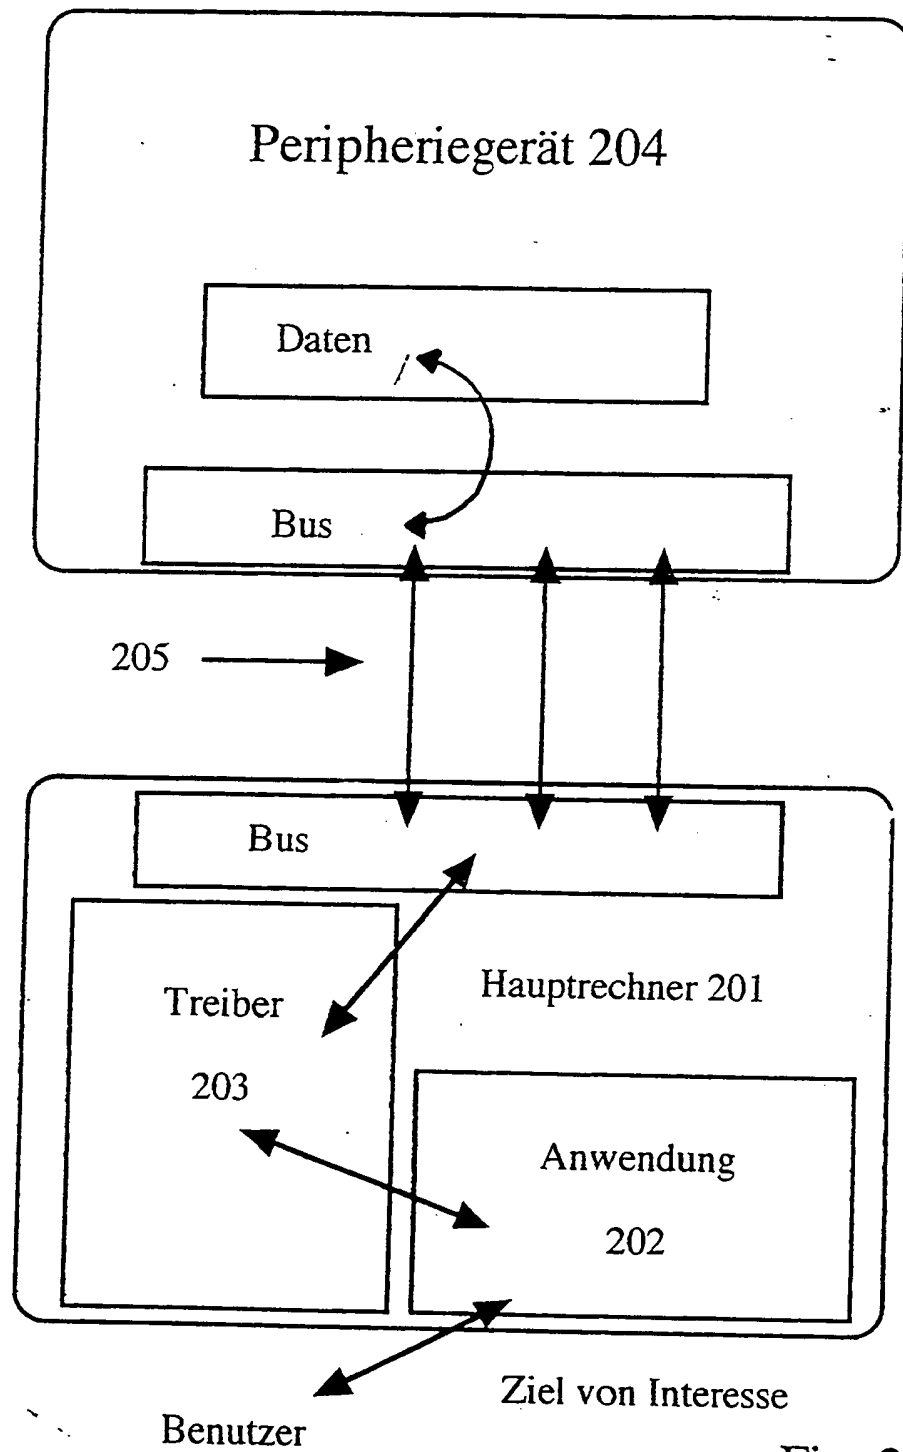 Peripheriegerät 204
Daten
Bus
205
Bus
Hauptrechner 201
Treiber
203
Anwendung
202
Ziel von Interesse
Benutzer